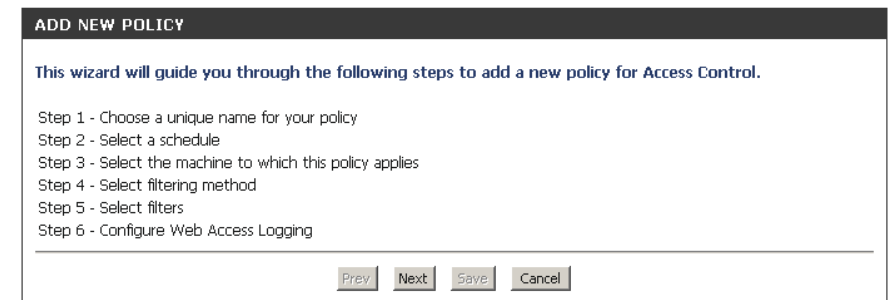 ADD NEW POLICY
This wizard will guide you through the following steps to add a new policy for Access Control.
Step 1 - Choose a unique name for your policy
Step 2 - Select a schedule
Step 3 - Select the machine to which this policy applies
Step 4 - Select filtering method
Step 5 - Select filters
Step 6 - Configure Web Access Logging
Prev Next Save Cancel